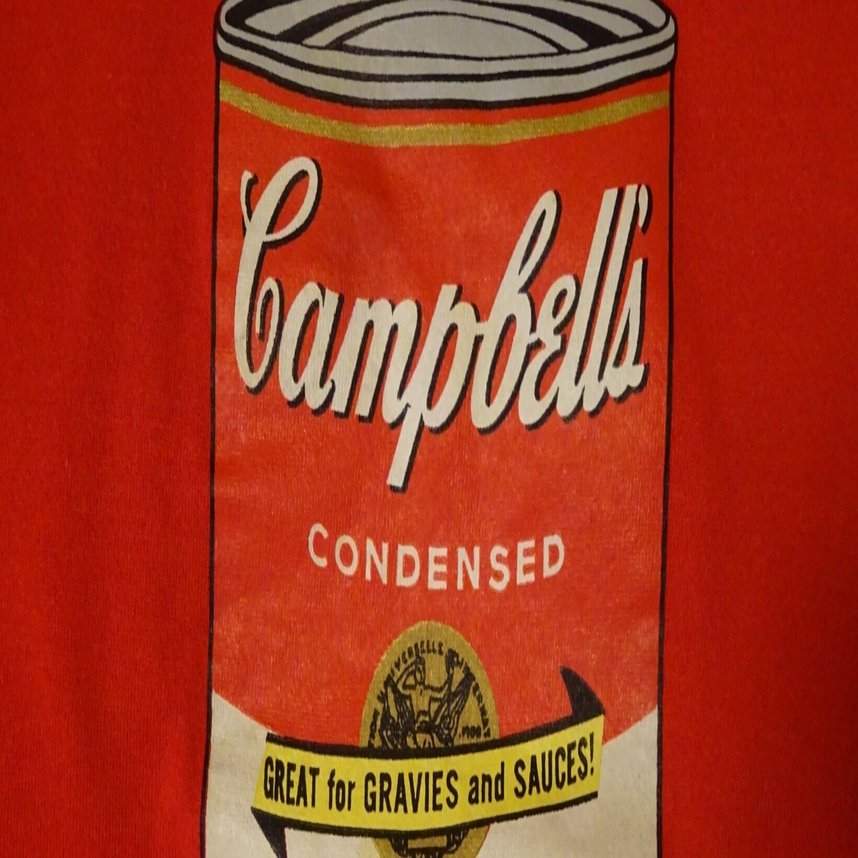 Campbell's
CONDENSED
GREAT for GRAVIES and SAUCES!